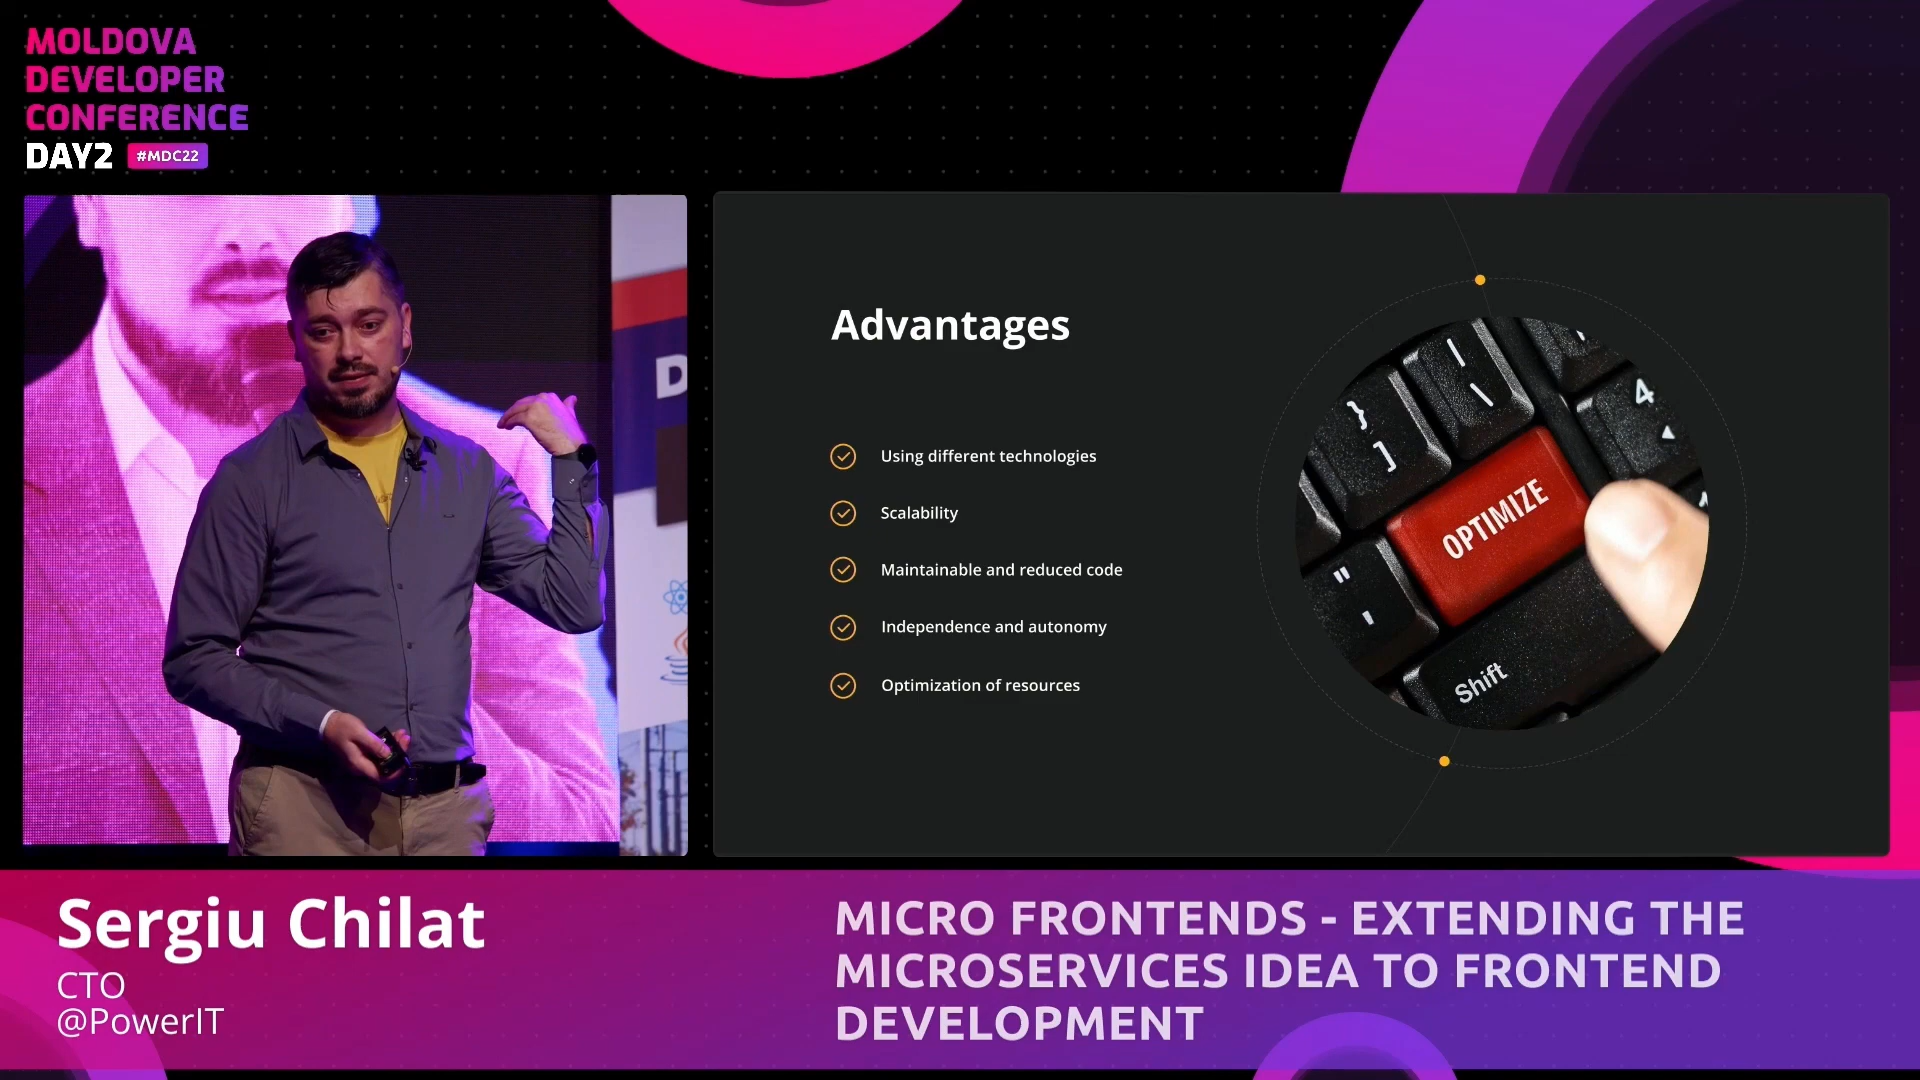 MOLDOVA
DEVELOPER
CONFERENCE
DAY2 #MDC22
D
Advantages
Using different technologies
Scalability
Maintainable and reduced code
Independence and autonomy
Optimization of resources
}
]
|
\
4
OPTIMIZE
"
'
Shift
Sergiu Chilat
CTO
@PowerIT
MICRO FRONTENDS - EXTENDING THE
MICROSERVICES IDEA TO FRONTEND
DEVELOPMENT